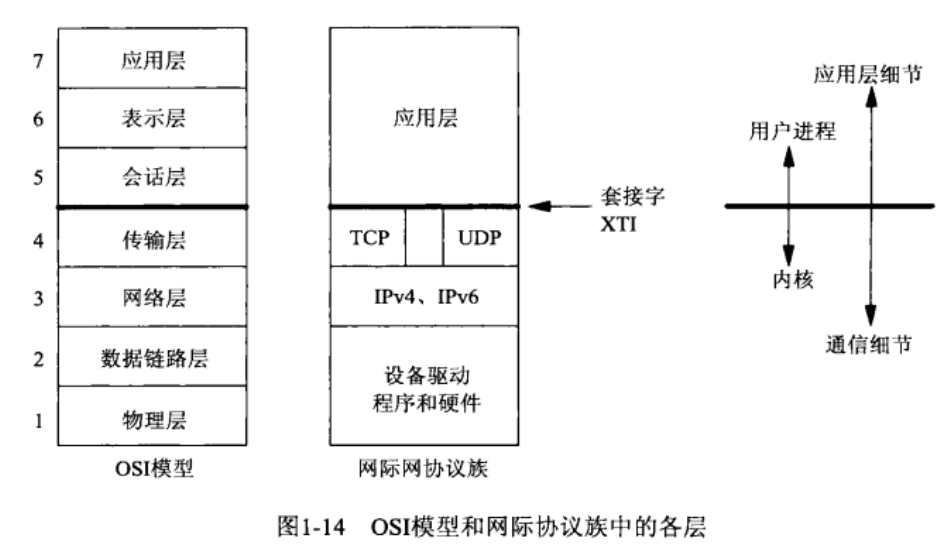 7
应用层
6
表示层
5
会话层
4
传输层
3
网络层
2
数据链路层
1
物理层
OSI模型
应用层
TCP
UDP
IPv4、IPv6
设备驱动
程序和硬件
网际网协议族
套接字
XTI
应用层细节
用户进程
内核
通信细节
图1-14 OSI模型和网际协议族中的各层